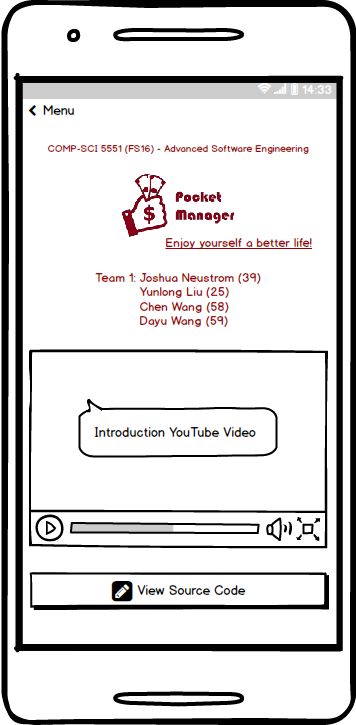 14:33
Menu
COMP-SCI 5551 (FS16) - Advanced Software Engineering
$
Pocket
Manager
Enjoy yourself a better life!
Team 1: Joshua Neustrom (39)
Yunlong Liu (25)
Chen Wang (58)
Dayu Wang (59)
Introduction YouTube Video
View Source Code